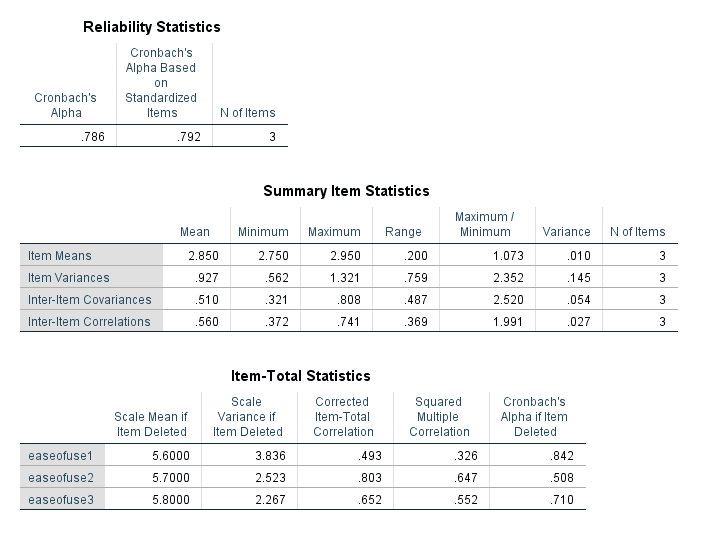 Reliability Statistics
Cronbach's
Alpha Based
on
Cronbach's Standardized
Alpha Items N of Items
.786 .792 3
Summary Item Statistics
Maximum /
Mean Minimum Maximum Range Minimum Variance N of Items
Item Means 2.850 2.750 2.950 .200 1.073 .010 3
Item Variances .927 .562 1.321 .759 2.352 .145 3
Inter-Item Covariances .510 .321 .808 .487 2.520 .054 3
Inter-Item Correlations .560 .372 .741 .369 1.991 .027 3
Item-Total Statistics
Scale Corrected Squared Cronbach's
Scale Mean if Variance if Item-Total Multiple Alpha if Item
Item Deleted Item Deleted Correlation Correlation Deleted
easeofuse1 5.6000 3.836 .493 .326 .842
easeofuse2 5.7000 2.523 .803 .647 .508
easeofuse3 5.8000 2.267 .652 .552 .710